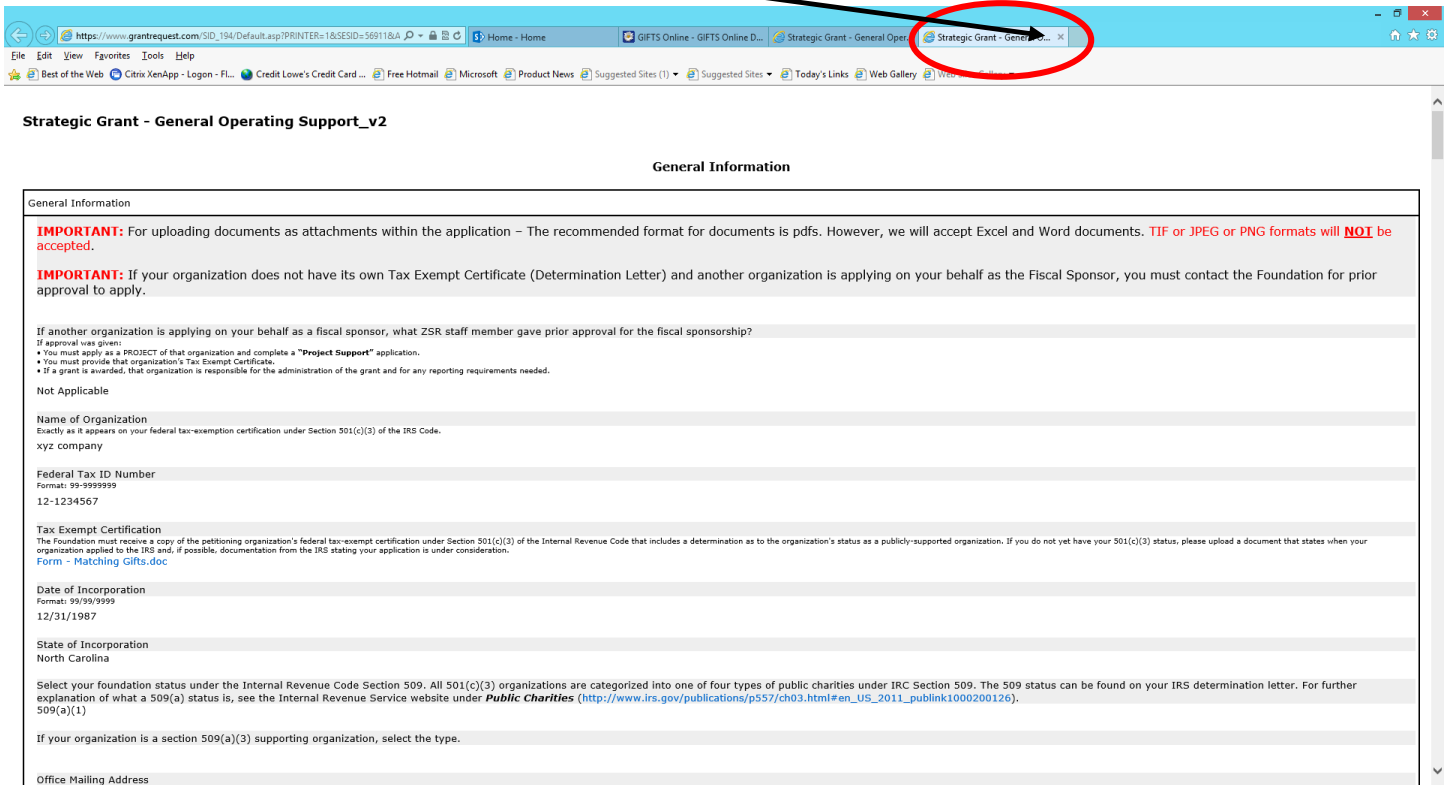 https://www.grantrequest.com/SID_194/Default.asp?PRINTER=1&SESID=56911&A
Home - Home
GIFTS Online - GIFTS Online D...
Strategic Grant - General Oper...
Strategic Grant - General O...
File Edit View Favorites Tools Help
Best of the Web Citrix XenApp - Logon - Fl... Credit Lowe's Credit Card ... Free Hotmail Microsoft Product News Suggested Sites (1) Suggested Sites Today's Links Web Gallery
Strategic Grant - General Operating Support_v2
General Information
General Information
IMPORTANT: For uploading documents as attachments within the application – The recommended format for documents is pdfs. However, we will accept Excel and Word documents. TIF or JPEG or PNG formats will NOT be
accepted.
IMPORTANT: If your organization does not have its own Tax Exempt Certificate (Determination Letter) and another organization is applying on your behalf as the Fiscal Sponsor, you must contact the Foundation for prior
approval to apply.
If another organization is applying on your behalf as a fiscal sponsor, what ZSR staff member gave prior approval for the fiscal sponsorship?
If approval was given:
• You must apply as a PROJECT of that organization and complete a "Project Support" application.
• You must provide that organization's Tax Exempt Certificate.
• If a grant is awarded, that organization is responsible for the administration of the grant and for any reporting requirements needed.
Not Applicable
Name of Organization
Exactly as it appears on your federal tax-exemption certification under Section 501(c)(3) of the IRS Code.
xyz company
Federal Tax ID Number
Format: 99-9999999
12-1234567
Tax Exempt Certification
The Foundation must receive a copy of the petitioning organization's federal tax-exempt certification under Section 501(c)(3) of the Internal Revenue Code that includes a determination as to the organization's status as a publicly-supported organization. If you do not yet have your 501(c)(3) status, please upload a document that states when your
organization applied to the IRS and, if possible, documentation from the IRS stating your application is under consideration.
Form - Matching Gifts.doc
Date of Incorporation
Format: 99/99/9999
12/31/1987
State of Incorporation
North Carolina
Select your foundation status under the Internal Revenue Code Section 509. All 501(c)(3) organizations are categorized into one of four types of public charities under IRC Section 509. The 509 status can be found on your IRS determination letter. For further
explanation of what a 509(a) status is, see the Internal Revenue Service website under Public Charities (http://www.irs.gov/publications/p557/ch03.html#en_US_2011_publink1000200126).
509(a)(1)
If your organization is a section 509(a)(3) supporting organization, select the type.
Office Mailing Address